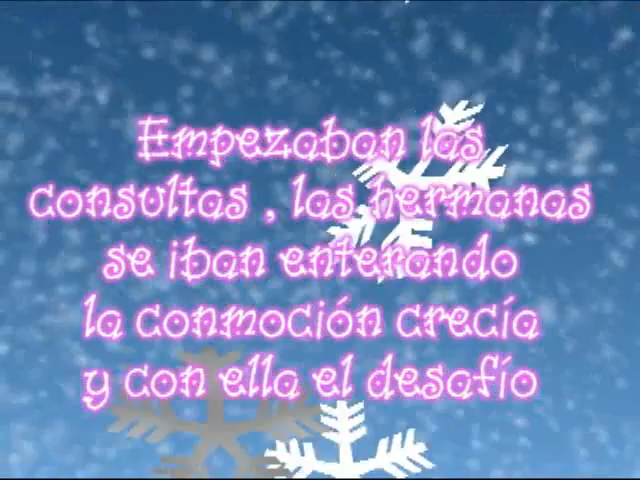 Empezaban las
consultas , las hermanas
se iban enterando
la conmoción crecía
y con ella el desafío